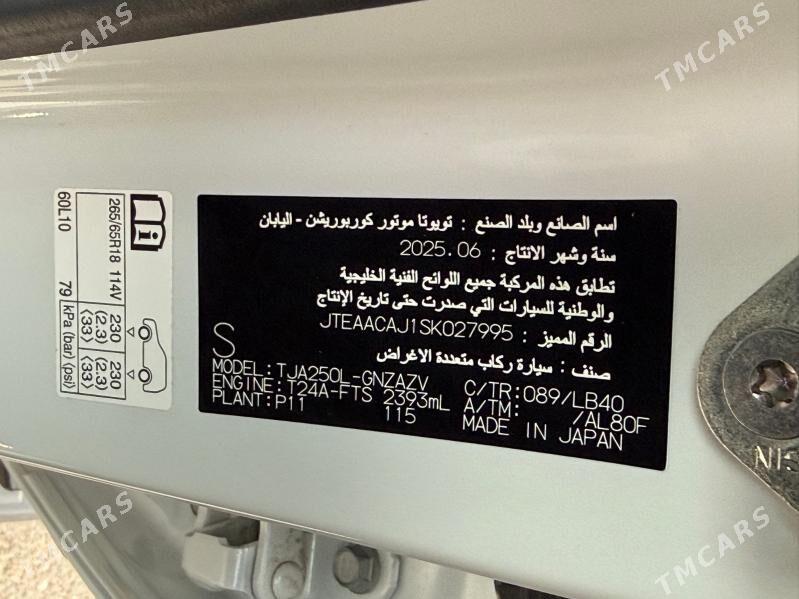 TMCARS
TMCARS
اسم الصانع وبلد الصنع : تويوتا موتور كوربوريشن - اليابان
سنة وشهر الانتاج : 2025.06
تطابق هذه المركبة جميع اللوائح الفنية الخليجية
والوطنية للسيارات التي صدرت حتى تاريخ الإنتاج
الرقم المميز : JTEAACAJ1SK027995
صنف : سيارة ركاب متعددة الاغراض
S
MODEL: TJA250L-GNZAZV C/TR: 089/LB40
ENGINE: T24A-FTS 2393mL A/TM: /AL80F
PLANT: P11 115 MADE IN JAPAN
265/65R18 114V
230 (2.3) ⟨33⟩
230 (2.3) ⟨33⟩
kPa (bar) ⟨psi⟩
60L10 79
NIS
TMCARS
TMCARS